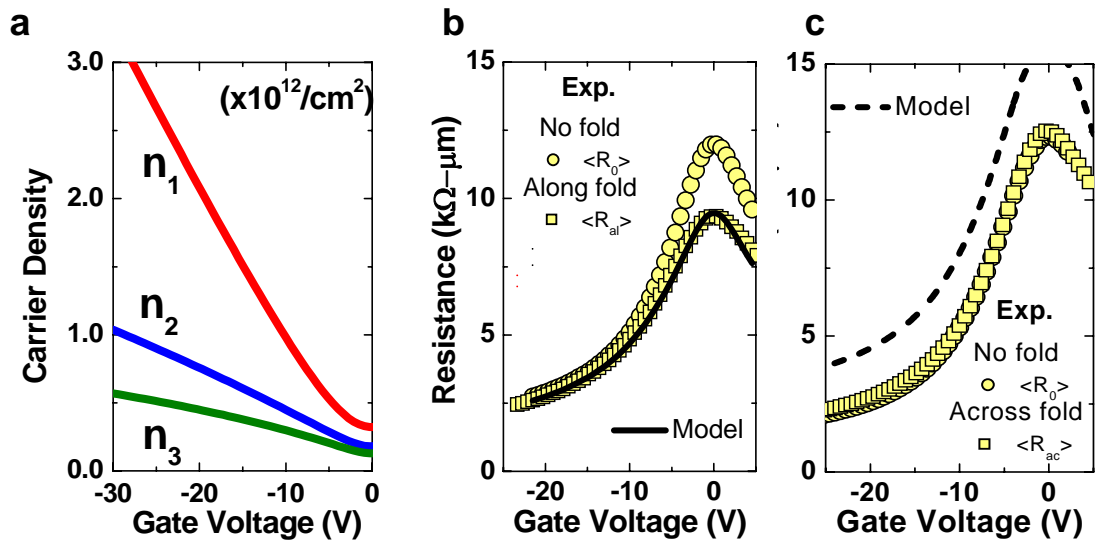 a
3.0
2.0
1.0
0.0
Carrier Density
(x10¹²/cm²)
n₁
n₂
n₃
-30
-20
-10
0
Gate Voltage (V)
b
15
10
5
0
Resistance (kΩ−μm)
Exp.
No fold
<R₀>
Along fold
<Rₐₗ>
Model
-20
-10
0
Gate Voltage (V)
c
15
10
5
0
Model
Exp.
No fold
<R₀>
Across fold
<R_ac>
-20
-10
0
Gate Voltage (V)